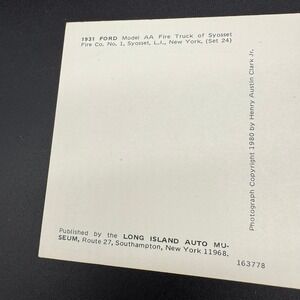 1931 FORD Model AA Fire Truck of Syosset
Fire Co. No. 1, Syosset, L.I., New York. (Set 24)
Photograph Copyright 1980 by Henry Austin Clark Jr.
Published by the LONG ISLAND AUTO MU-
SEUM, Route 27, Southampton, New York 11968.
163778